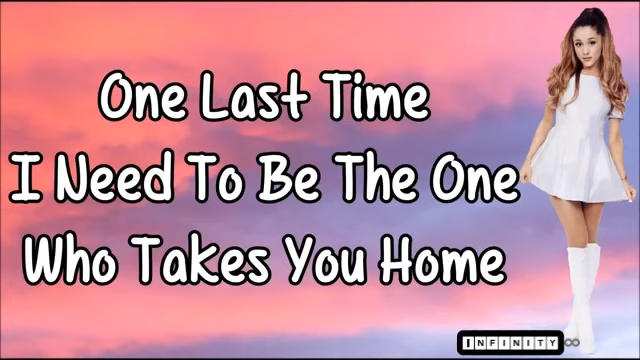 One Last Time
I Need To Be The One
Who Takes You Home
INFINITY ∞